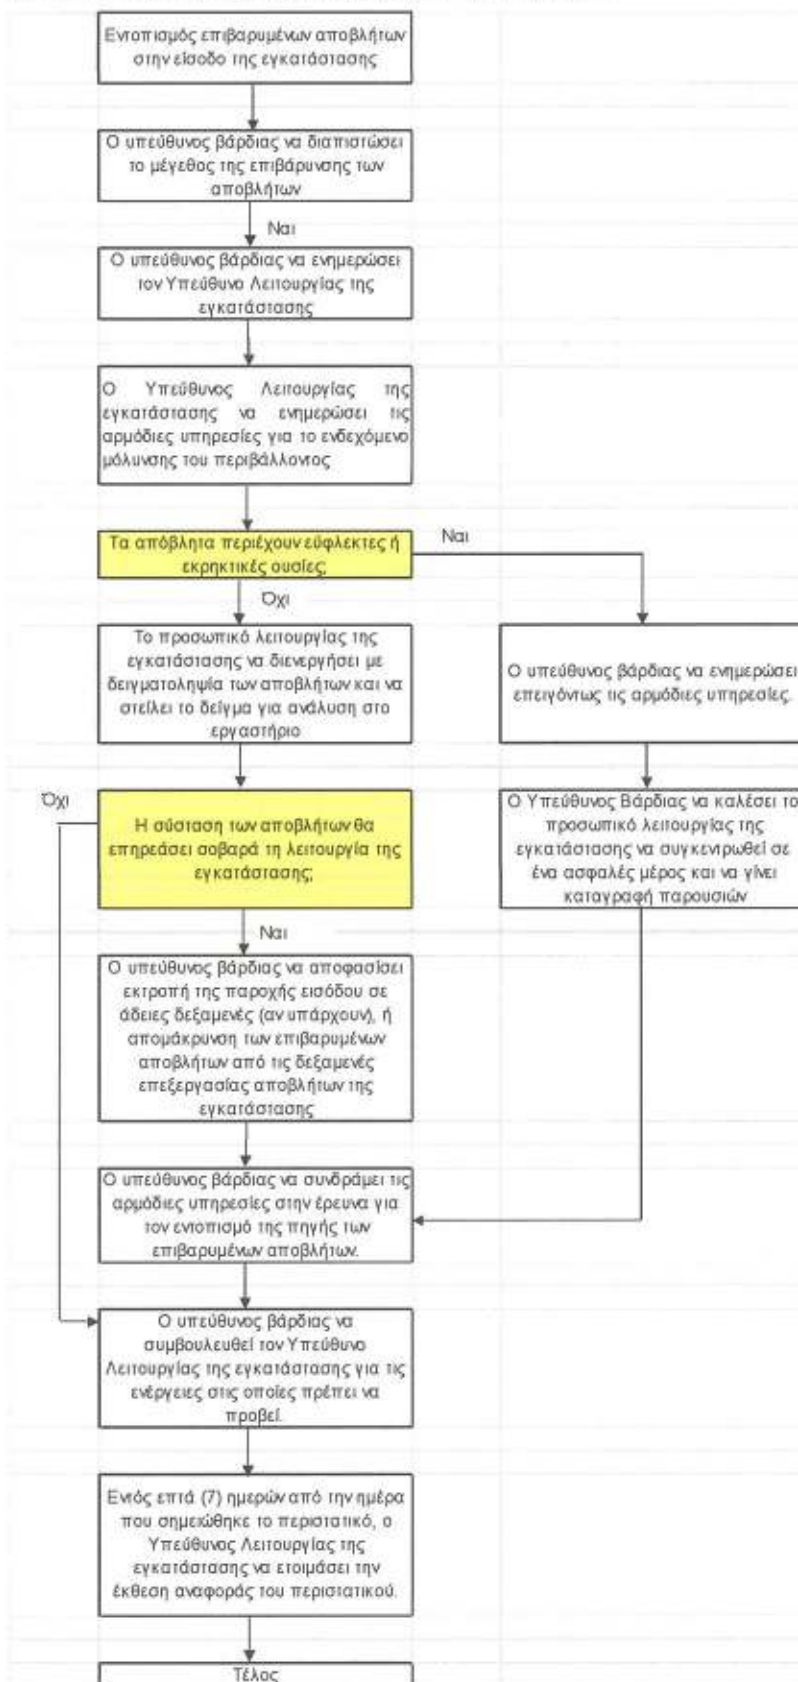 Εντοπισμός επιβαρυμένων αποβλήτων
στην είσοδο της εγκατάστασης
Ο υπεύθυνος βάρδιας να διαπιστώσει
το μέγεθος της επιβάρυνσης των
αποβλήτων
Ναι
Ο υπεύθυνος βάρδιας να ενημερώσει
τον Υπεύθυνο Λειτουργίας της
εγκατάστασης
Ο Υπεύθυνος Λειτουργίας της
εγκατάστασης να ενημερώσει τις
αρμόδιες υπηρεσίες για το ενδεχόμενο
μόλυνσης του περιβάλλοντος
Τα απόβλητα περιέχουν εύφλεκτες ή
εκρηκτικές ουσίες;
Ναι
Όχι
Το προσωπικό λειτουργίας της
εγκατάστασης να διενεργήσει με
δειγματοληψία των αποβλήτων και να
στείλει το δείγμα για ανάλυση στο
εργαστήριο
Ο υπεύθυνος βάρδιας να ενημερώσει
επειγόντως τις αρμόδιες υπηρεσίες.
Όχι
Η σύσταση των αποβλήτων θα
επηρεάσει σοβαρά τη λειτουργία της
εγκατάστασης;
Ο Υπεύθυνος Βάρδιας να καλέσει το
προσωπικό λειτουργίας της
εγκατάστασης να συγκεντρωθεί σε
ένα ασφαλές μέρος και να γίνει
καταγραφή παρουσιών
Ναι
Ο υπεύθυνος βάρδιας να αποφασίσει
εκτροπή της παροχής εισόδου σε
άδειες δεξαμενές (αν υπάρχουν), ή
απομάκρυνση των επιβαρυμένων
αποβλήτων από τις δεξαμενές
επεξεργασίας αποβλήτων της
εγκατάστασης
Ο υπεύθυνος βάρδιας να συνδράμει τις
αρμόδιες υπηρεσίες στην έρευνα για
τον εντοπισμό της πηγής των
επιβαρυμένων αποβλήτων.
Ο υπεύθυνος βάρδιας να
συμβουλευθεί τον Υπεύθυνο
Λειτουργίας της εγκατάστασης για τις
ενέργειες στις οποίες πρέπει να
προβεί.
Εντός επτά (7) ημερών από την ημέρα
που σημειώθηκε το περιστατικό, ο
Υπεύθυνος Λειτουργίας της
εγκατάστασης να ετοιμάσει την
έκθεση αναφοράς του περιστατικού.
Τέλος